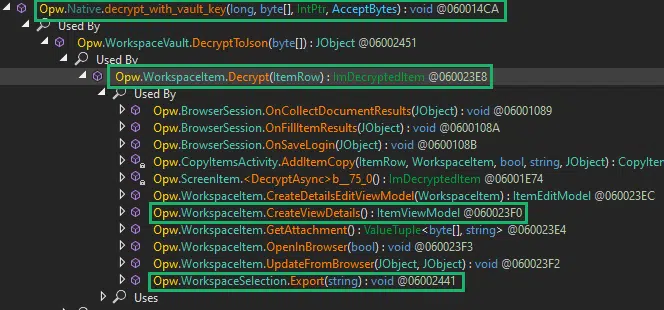 Opw.Native.decrypt_with_vault_key(long, byte[], IntPtr, AcceptBytes) : void @060014CA
Used By
Opw.WorkspaceVault.DecryptToJson(byte[]) : JObject @06002451
Used By
Opw.WorkspaceItem.Decrypt(ItemRow) : ImDecryptedItem @060023E8
Used By
Opw.BrowserSession.OnCollectDocumentResults(JObject) : void @06001089
Opw.BrowserSession.OnFillItemResults(JObject) : void @0600108A
Opw.BrowserSession.OnSaveLogin(JObject) : void @0600108B
Opw.CopyItemsActivity.AddItemCopy(ItemRow, WorkspaceItem, bool, string, JObject) : CopyItem
Opw.ScreenItem.<DecryptAsync>b__75_0() : ImDecryptedItem @06001E74
Opw.WorkspaceItem.CreateDetailsEditViewModel(WorkspaceItem) : ItemEditModel @060023EC
Opw.WorkspaceItem.CreateViewDetails() : ItemViewModel @060023F0
Opw.WorkspaceItem.GetAttachment() : ValueTuple<byte[], string> @060023E4
Opw.WorkspaceItem.OpenInBrowser(bool) : void @060023F3
Opw.WorkspaceItem.UpdateFromBrowser(JObject, JObject) : void @060023F2
Opw.WorkspaceSelection.Export(string) : void @06002441
Uses